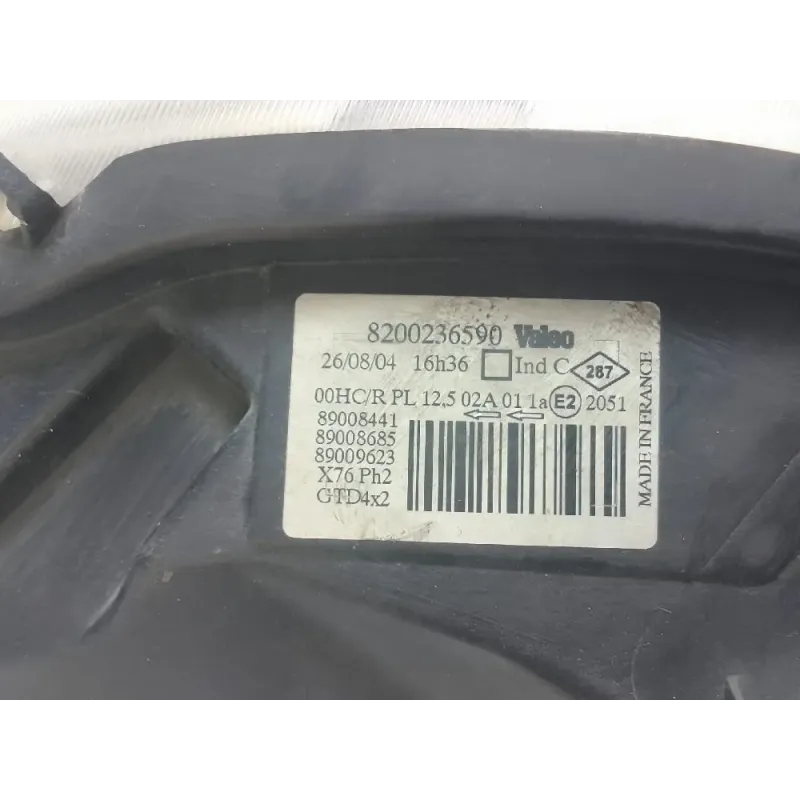 8200236590 Valeo
26/08/04 16h36 Ind C 287
00HC/R PL 12,5 02A 01 1a E2 2051
89008441
89008685
89009623
X76 Ph2
GTD4x2
MADE IN FRANCE